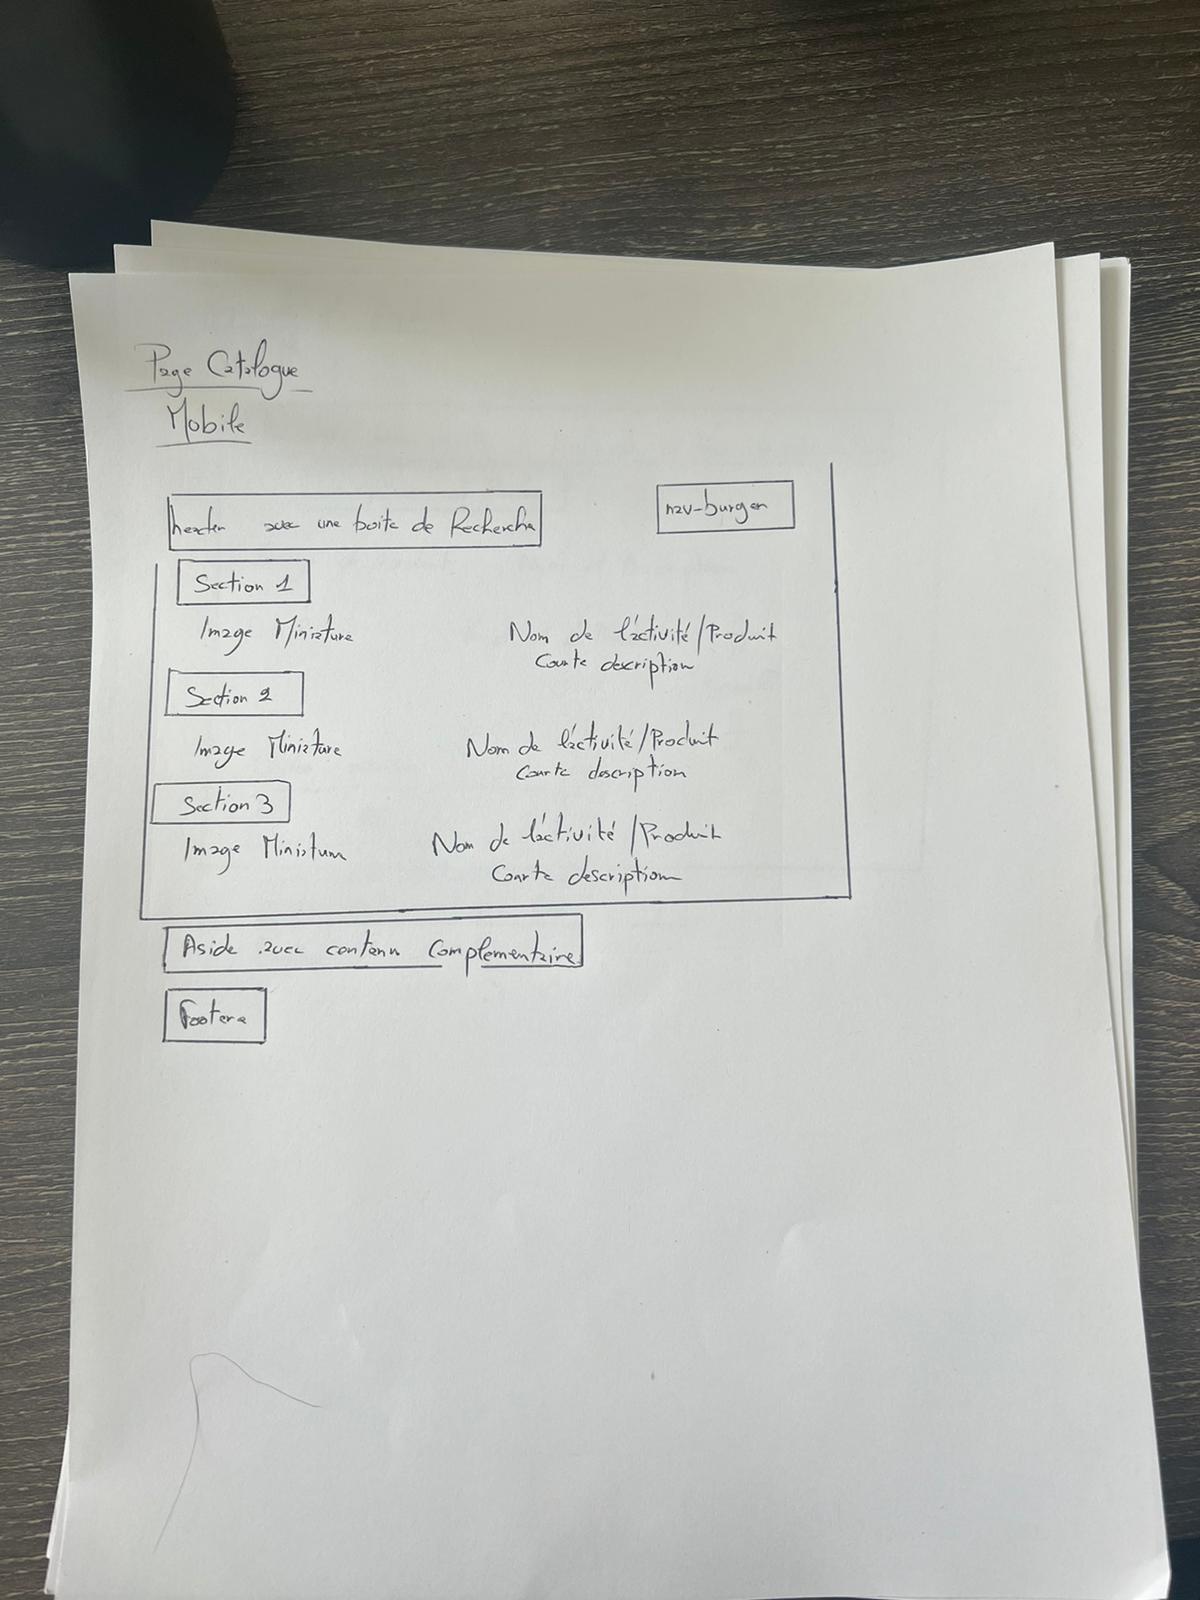 Page Catalogue
Mobile
header avec une boite de Recherche
nav-burger
Section 1
Image Miniature
Nom de l'activité/Produit
Courte description
Section 2
Image Miniature
Nom de l'activité/Produit
Courte description
Section 3
Image Miniature
Nom de l'activité/Produit
Courte description
Aside avec contenu Complementaire
Footer